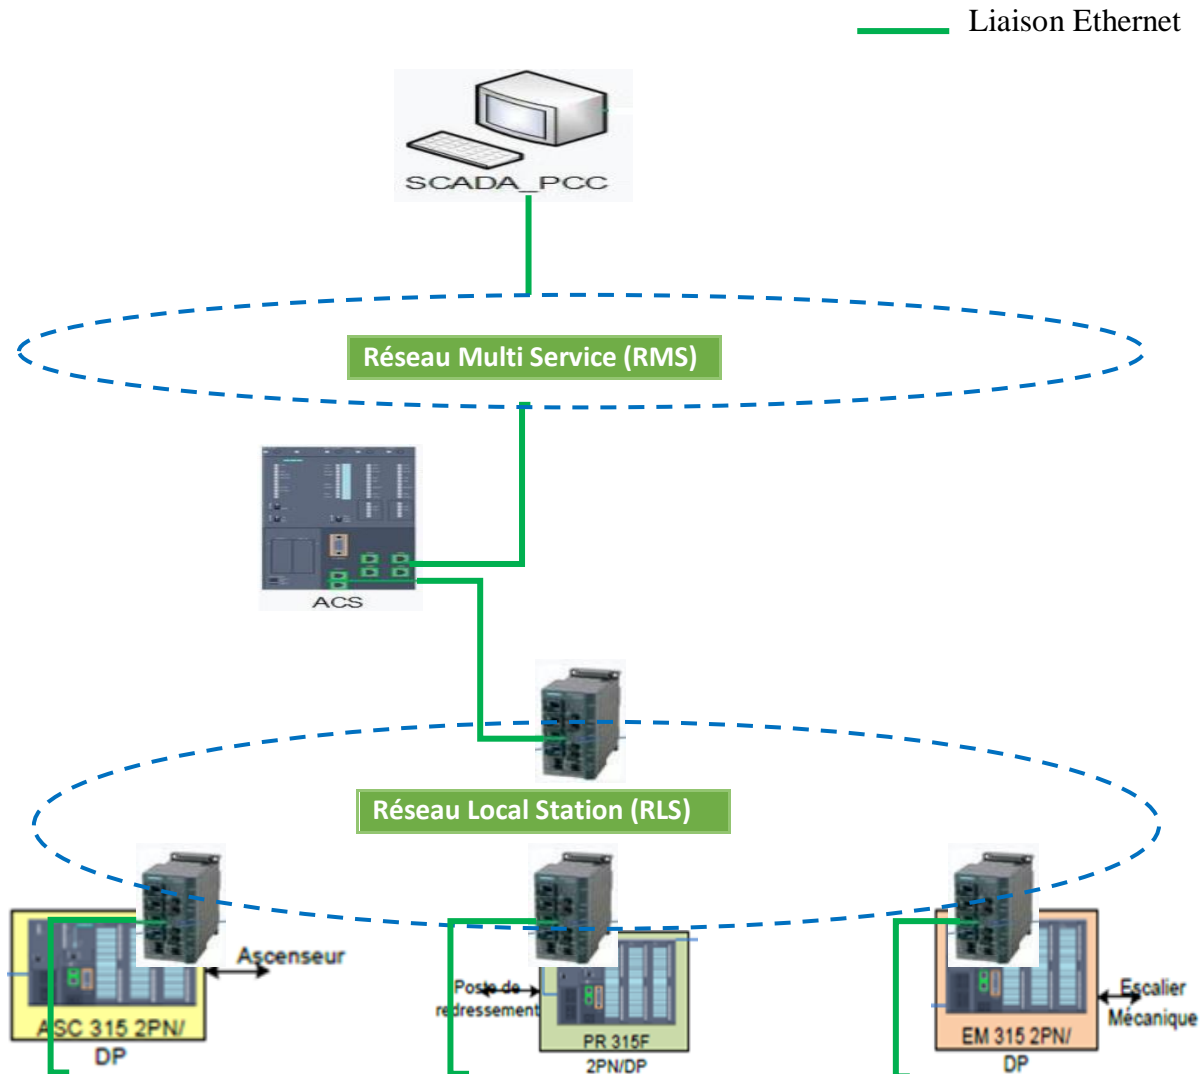 Liaison Ethernet
SCADA_PCC
Réseau Multi Service (RMS)
ACS
Réseau Local Station (RLS)
Ascenseur
ASC 315 2PN/
DP
Poste de
redressement
PR 315F
2PN/DP
Escalier
Mécanique
EM 315 2PN/
DP